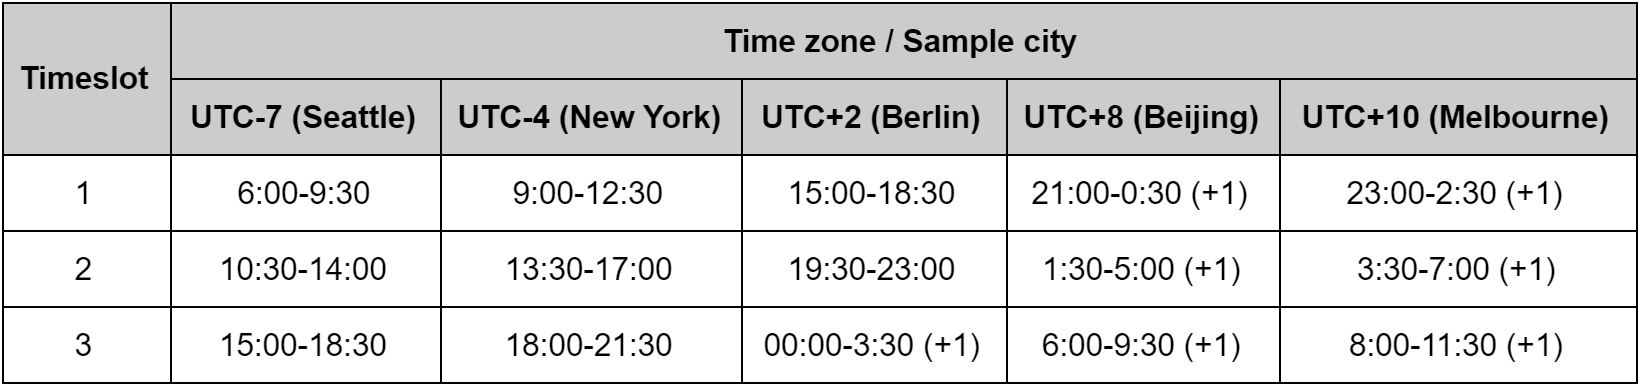 Time zone / Sample city
Timeslot
UTC-7 (Seattle) UTC-4 (New York) UTC+2 (Berlin) UTC+8 (Beijing) UTC+10 (Melbourne)
1 6:00-9:30 9:00-12:30 15:00-18:30 21:00-0:30 (+1) 23:00-2:30 (+1)
2 10:30-14:00 13:30-17:00 19:30-23:00 1:30-5:00 (+1) 3:30-7:00 (+1)
3 15:00-18:30 18:00-21:30 00:00-3:30 (+1) 6:00-9:30 (+1) 8:00-11:30 (+1)